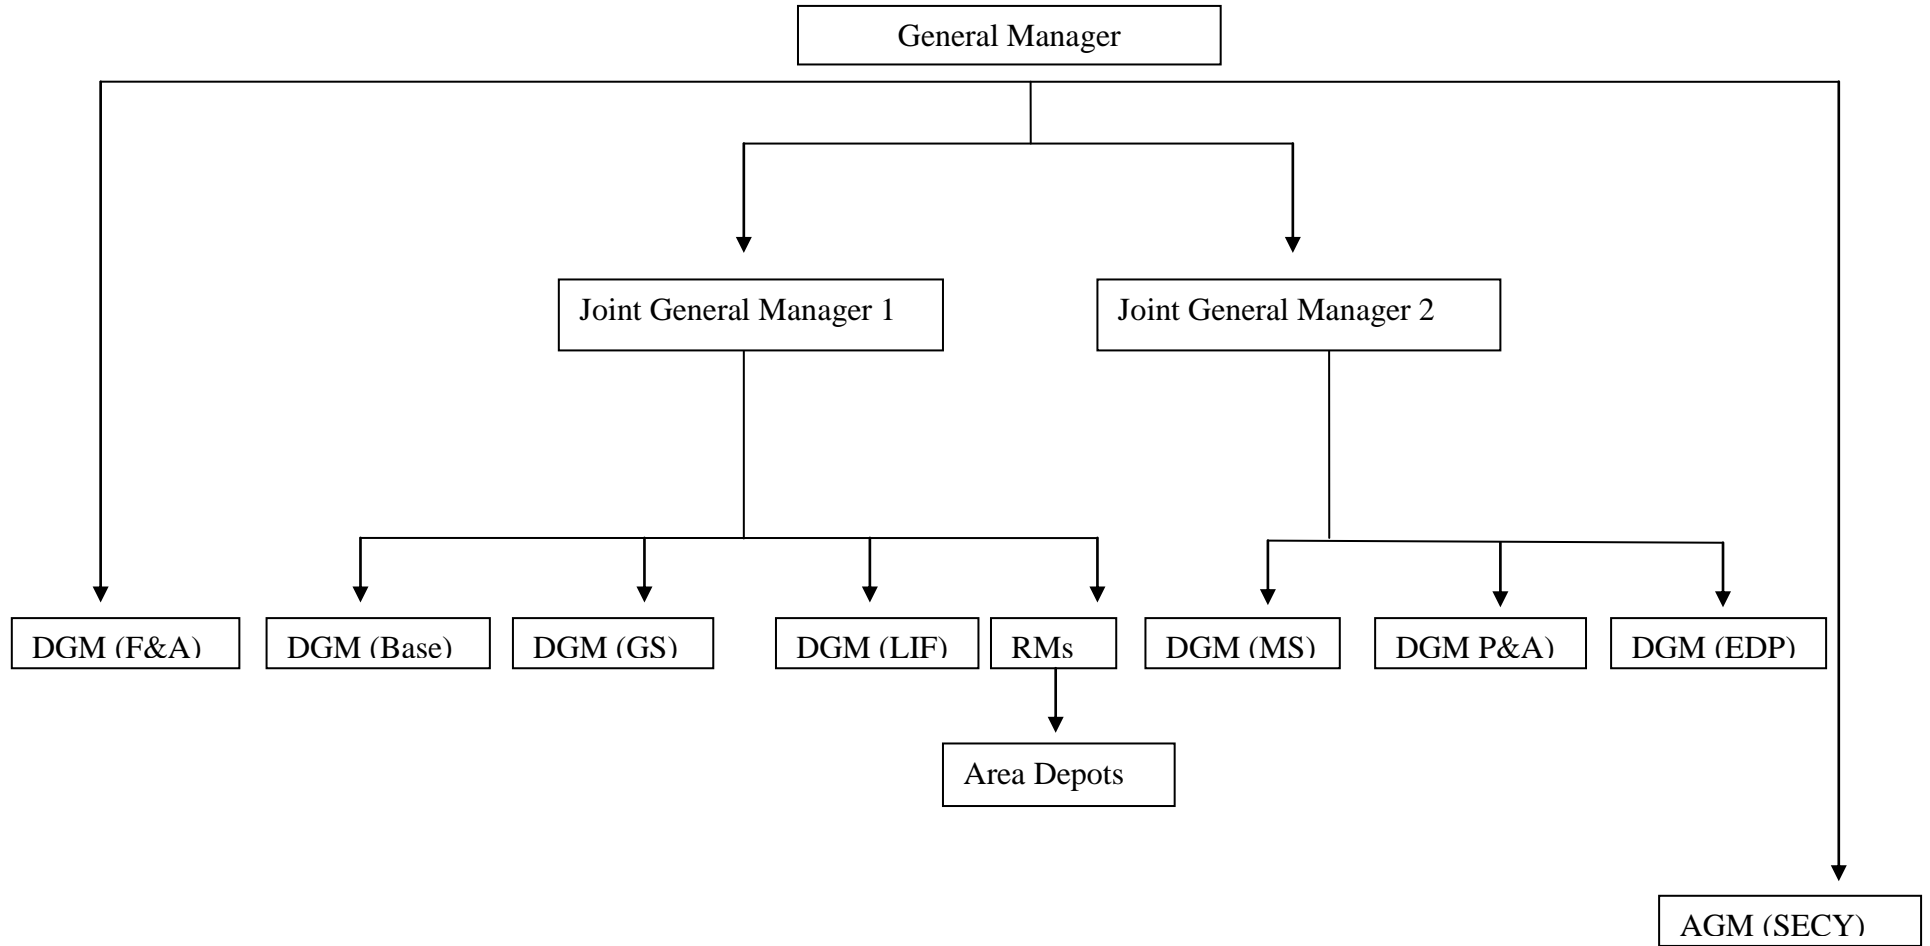 General Manager
Joint General Manager 1
Joint General Manager 2
DGM (F&A)
DGM (Base)
DGM (GS)
DGM (LIF)
RMs
DGM (MS)
DGM P&A)
DGM (EDP)
Area Depots
AGM (SECY)